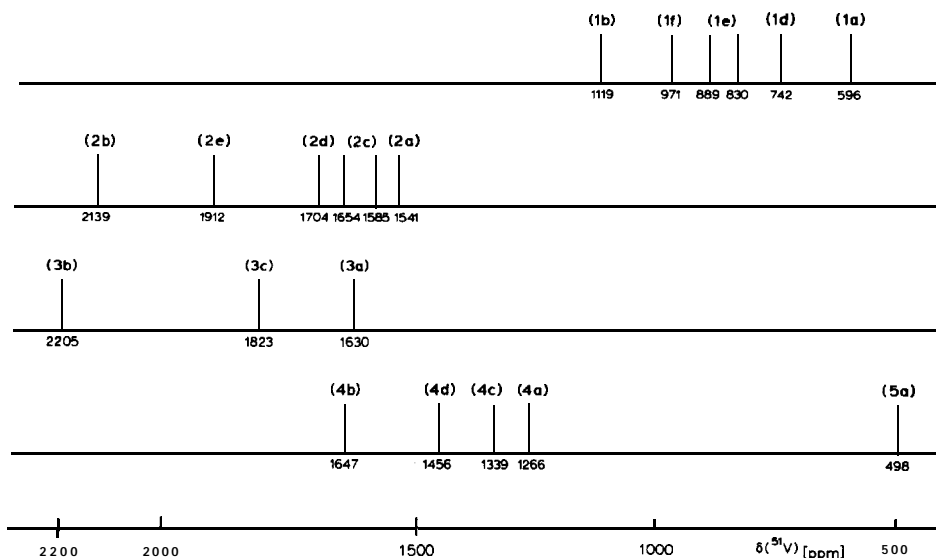 (1b) (1f) (1e) (1d) (1a)
1119 971 889 830 742 596
(2b) (2e) (2d) (2c) (2a)
2139 1912 1704 1654 1585 1541
(3b) (3c) (3a)
2205 1823 1630
(4b) (4d) (4c) (4a) (5a)
1647 1456 1339 1266 498
2200 2000 1500 1000 δ(⁵¹V) [ppm] 500